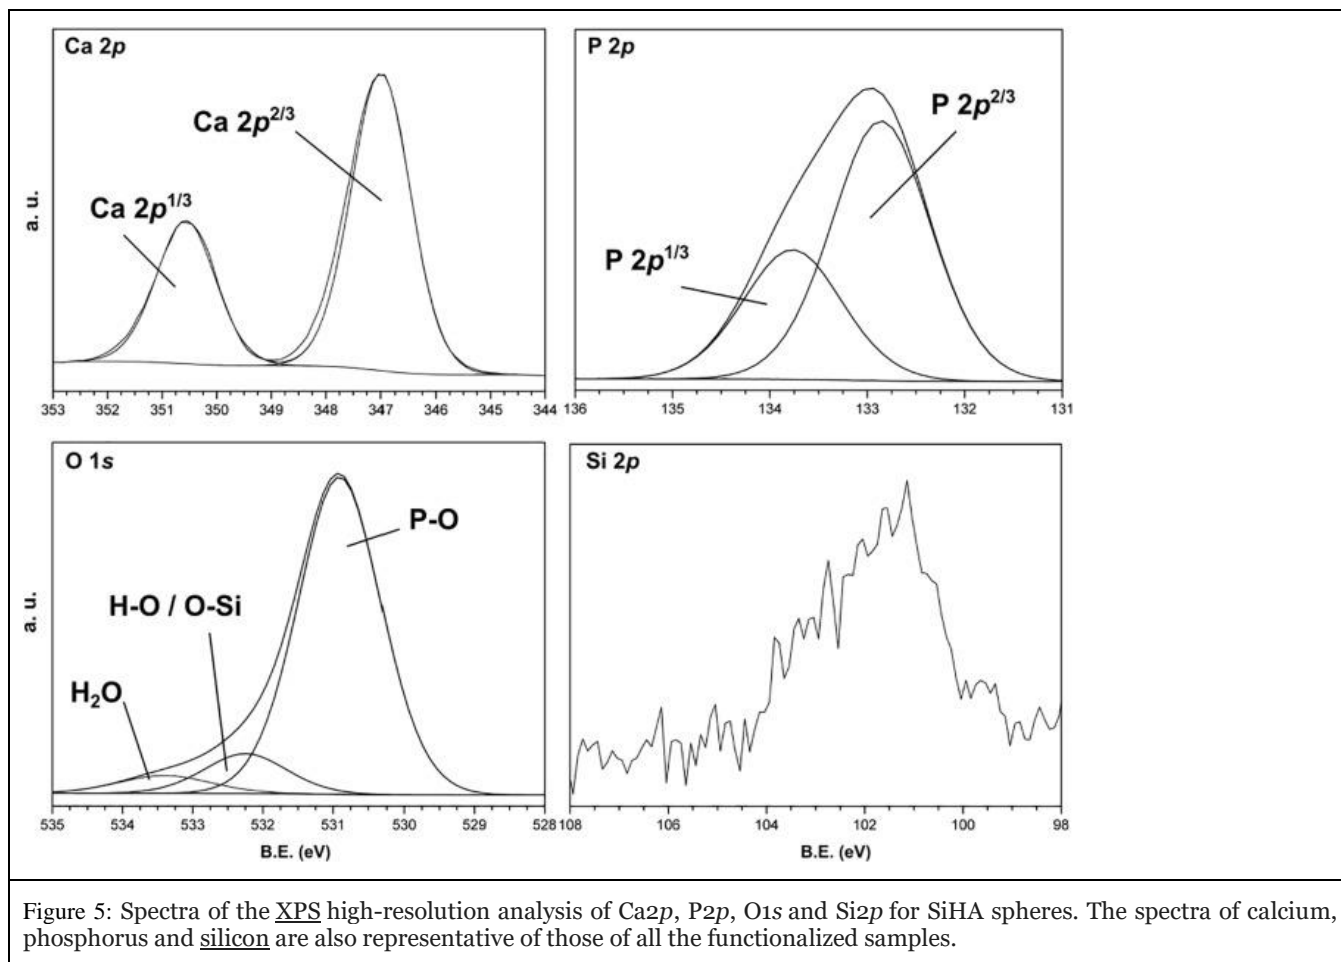 Ca 2p
P 2p
Ca 2p2/3
P 2p2/3
Ca 2p1/3
P 2p1/3
a. u.
353 352 351 350 349 348 347 346 345 344
136 135 134 133 132 131
O 1s
Si 2p
P-O
H-O / O-Si
H2O
a. u.
535 534 533 532 531 530 529 528
108 106 104 102 100 98
B.E. (eV)
B.E. (eV)
Figure 5: Spectra of the XPS high-resolution analysis of Ca2p, P2p, O1s and Si2p for SiHA spheres. The spectra of calcium,
phosphorus and silicon are also representative of those of all the functionalized samples.